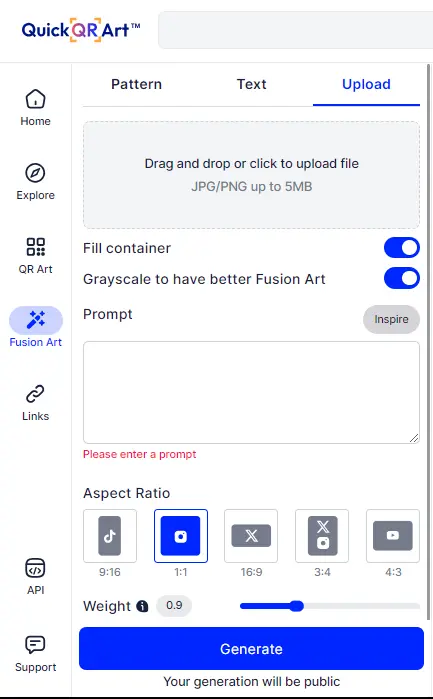 QuickQRArt™
Pattern
Text
Upload
Home
Explore
QR Art
Fusion Art
Links
API
Support
Drag and drop or click to upload file
JPG/PNG up to 5MB
Fill container
Grayscale to have better Fusion Art
Prompt
Inspire
Please enter a prompt
Aspect Ratio
9:16
1:1
16:9
3:4
4:3
Weight
0.9
Generate
Your generation will be public